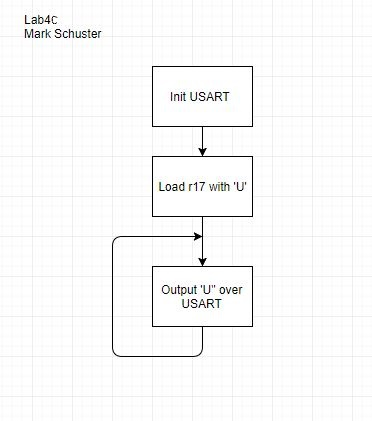 Lab4C
Mark Schuster
Init USART
Load r17 with 'U'
Output 'U" over
USART